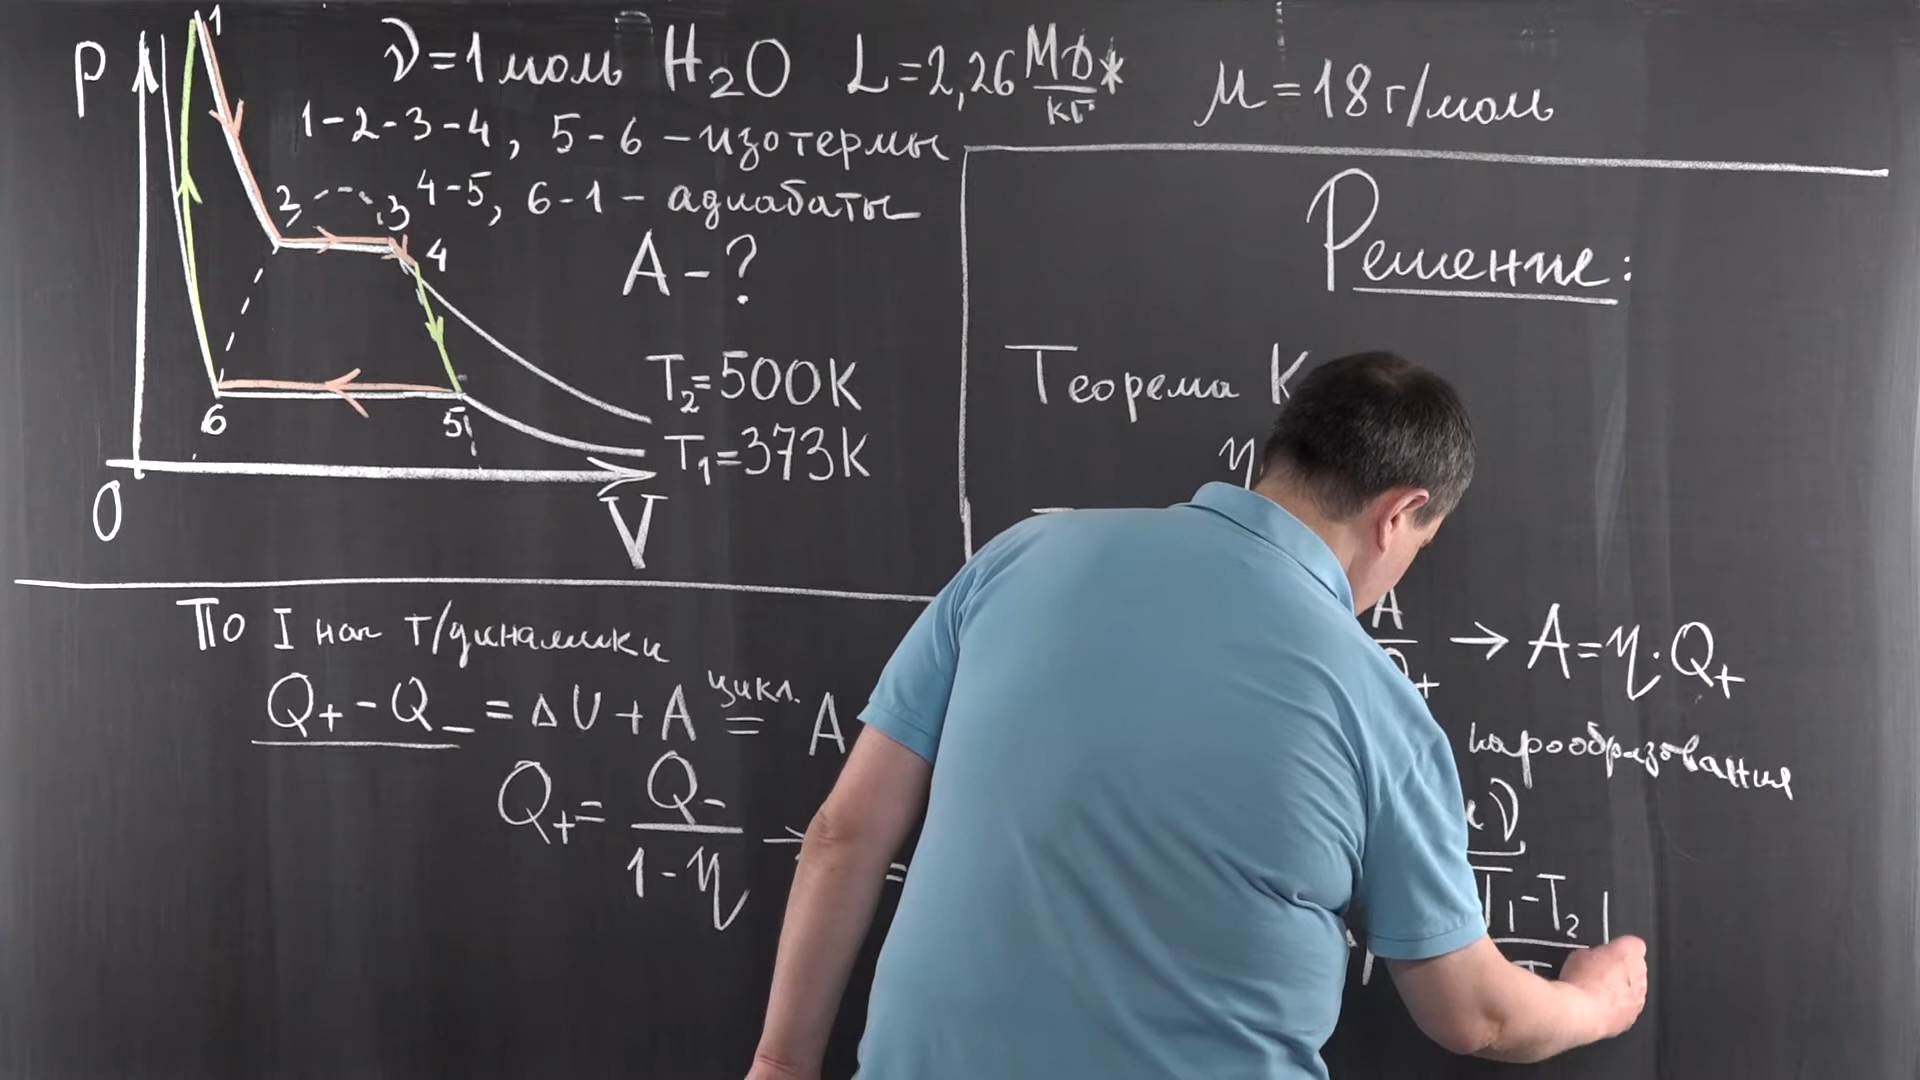 ν=1 моль H₂O L=2,26 МДж/кг μ=18 г/моль
1-2-3-4, 5-6 – изотермы
4-5, 6-1 – адиабаты
A – ?
T₂=500К
T₁=373К
P
1
2
3
4
5
6
0
V
Решение:
Теорема К
η
A → A=η·Q₊
парообразования
ν
T₁-T₂
По I нач т/динамики
Q₊-Q₋ = ΔU+A цикл. = A
Q₊= Q₋/(1-η) → =